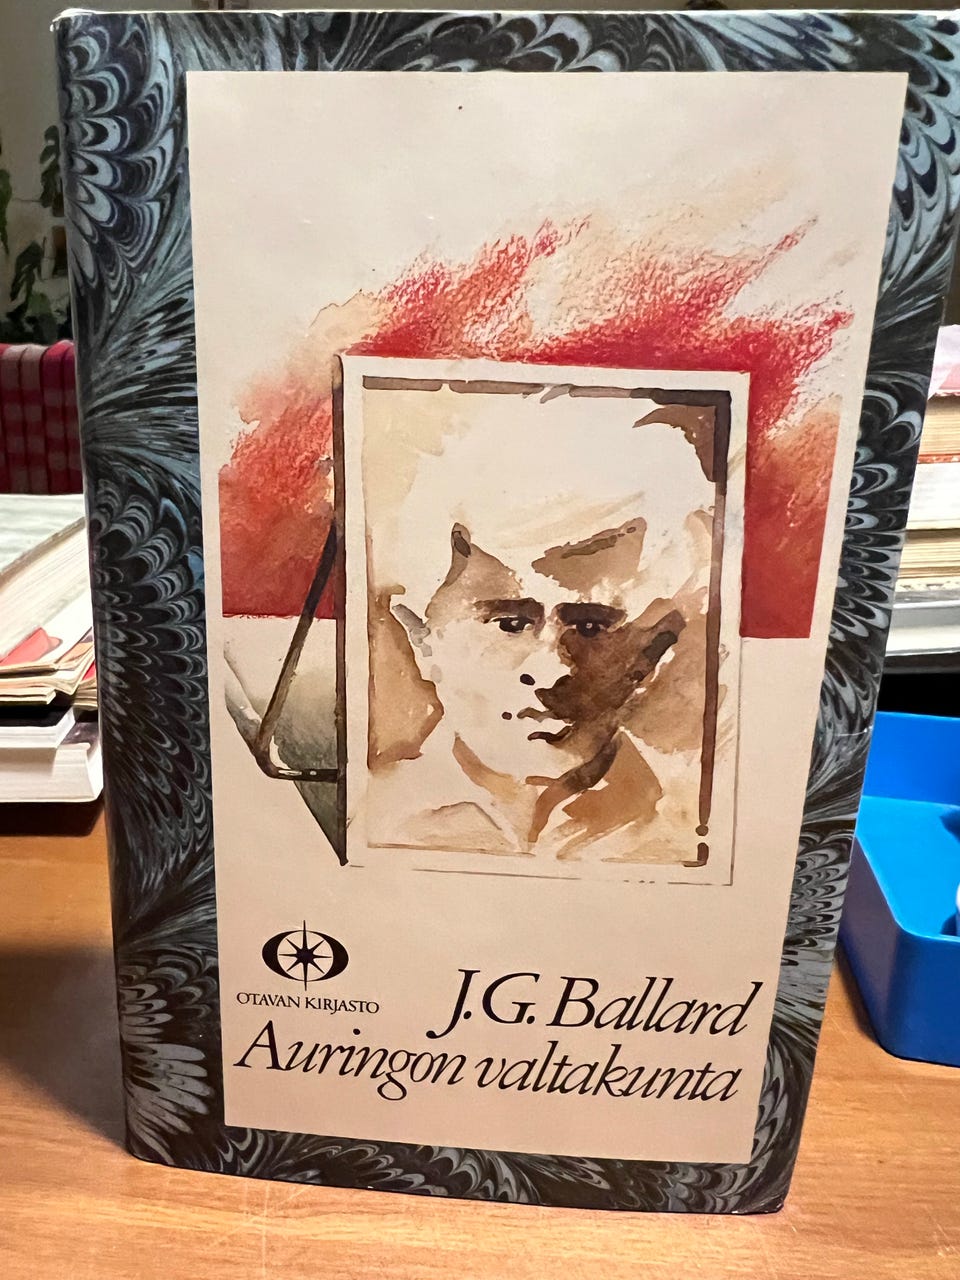 OTAVAN KIRJASTO
J.G. Ballard
Auringon valtakunta